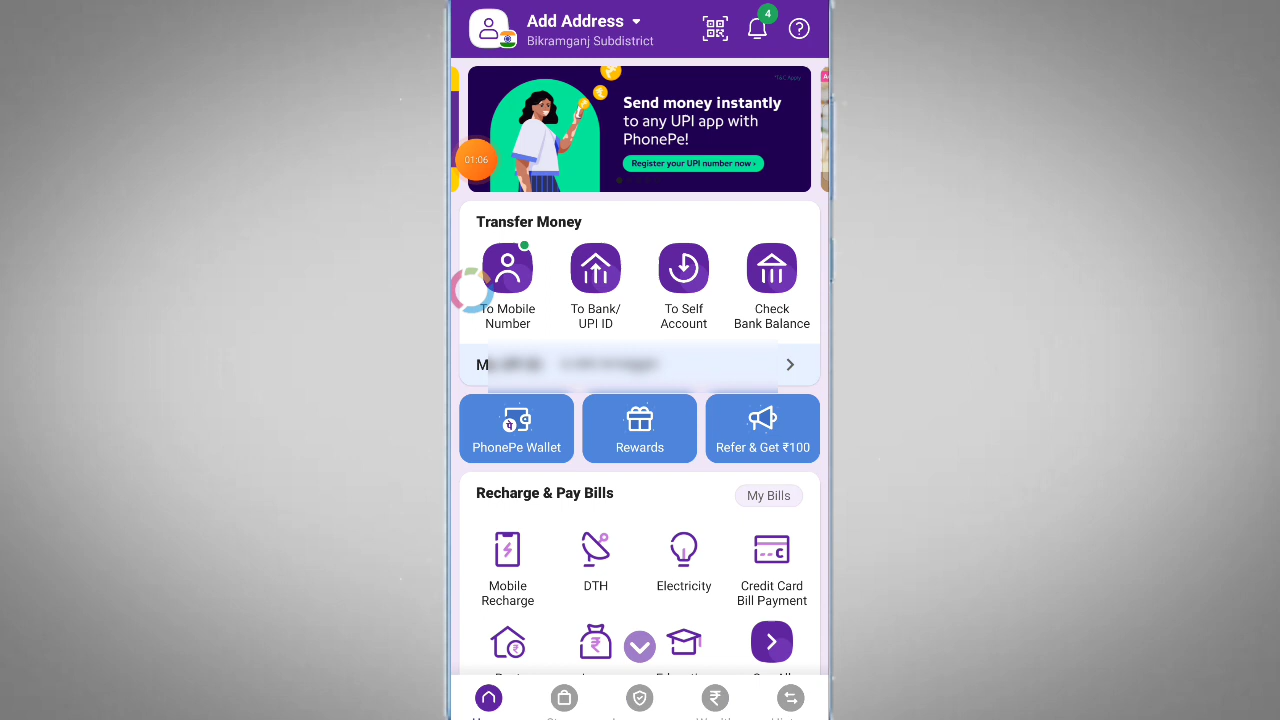 Add Address
Bikramganj Subdistrict
4
*T&C Apply
Send money instantly
to any UPI app with
PhonePe!
Register your UPI number now ›
01:06
Transfer Money
To Mobile
Number
To Bank/
UPI ID
To Self
Account
Check
Bank Balance
PhonePe Wallet
Rewards
Refer & Get ₹100
Recharge & Pay Bills
My Bills
Mobile
Recharge
DTH
Electricity
Credit Card
Bill Payment